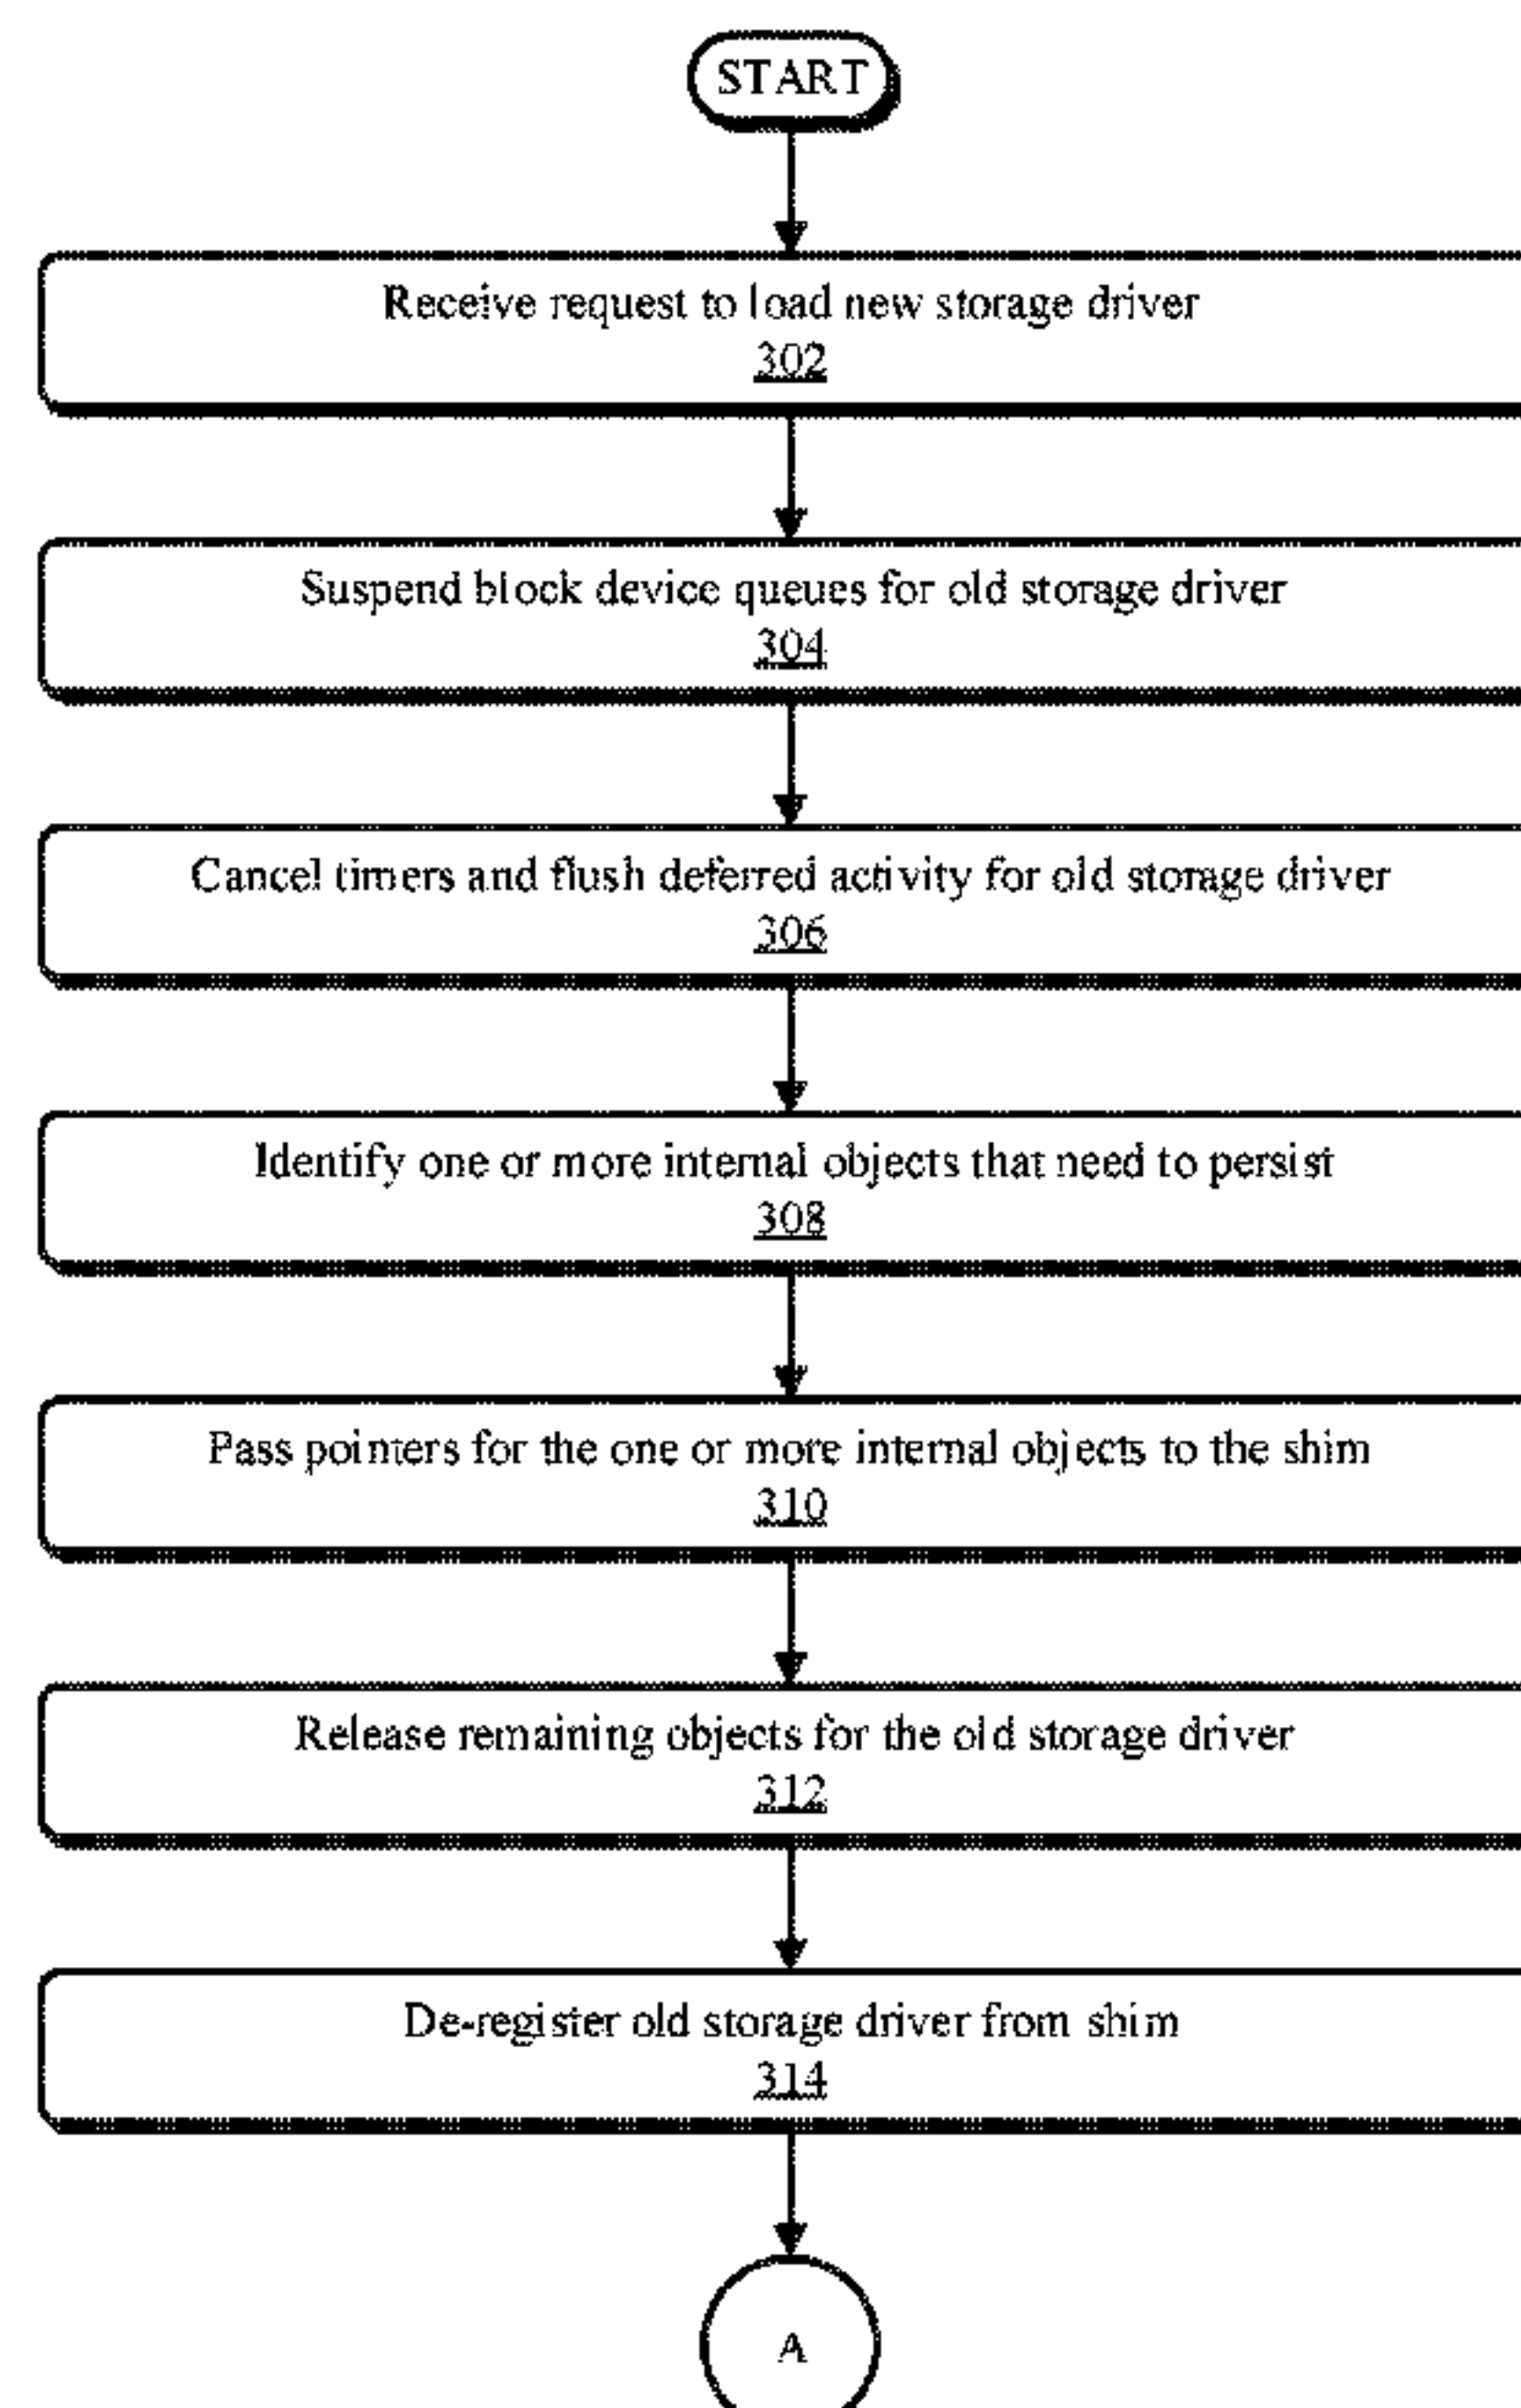 START
Receive request to load new storage driver
302
Suspend block device queues for old storage driver
304
Cancel timers and flush deferred activity for old storage driver
306
Identify one or more internal objects that need to persist
308
Pass pointers for the one or more internal objects to the shim
310
Release remaining objects for the old storage driver
312
De-register old storage driver from shim
314
A